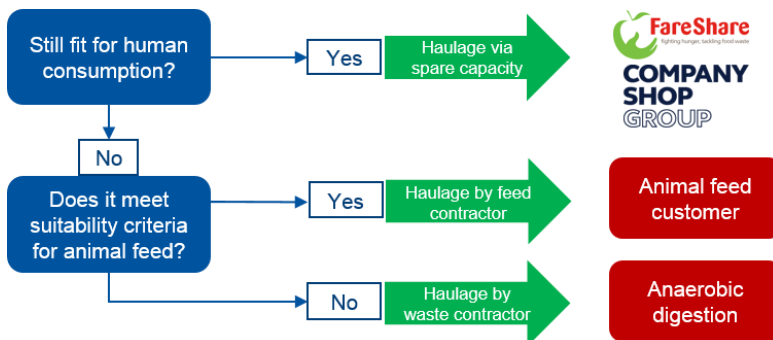 Still fit for human
consumption?
Yes
Haulage via
spare capacity
FareShare
fighting hunger, tackling food waste
COMPANY
SHOP
GROUP
No
Does it meet
suitability criteria
for animal feed?
Yes
Haulage by feed
contractor
Animal feed
customer
No
Haulage by
waste contractor
Anaerobic
digestion